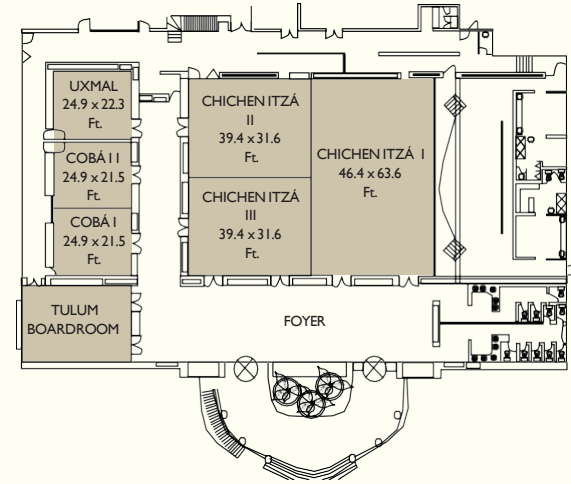 UXMAL
24.9 x 22.3
Ft.
COBÁ I I
24.9 x 21.5
Ft.
COBÁ I
24.9 x 21.5
Ft.
TULUM
BOARDROOM
CHICHEN ITZÁ
II
39.4 x 31.6
Ft.
CHICHEN ITZÁ
III
39.4 x 31.6
Ft.
CHICHEN ITZÁ I
46.4 x 63.6
Ft.
FOYER